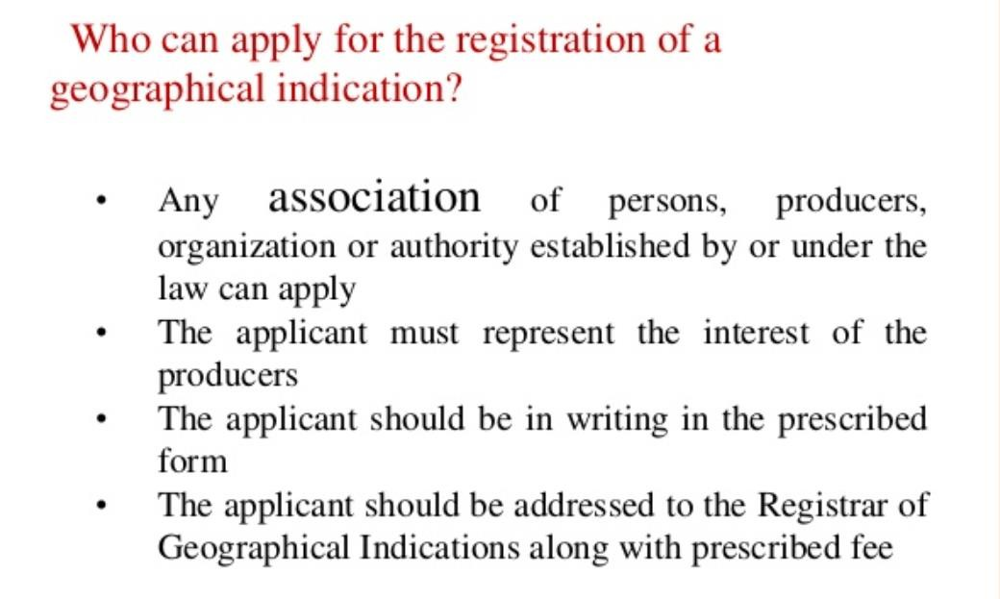 Who can apply for the registration of a
geographical indication?
• Any association of persons, producers,
organization or authority established by or under the
law can apply
• The applicant must represent the interest of the
producers
• The applicant should be in writing in the prescribed
form
• The applicant should be addressed to the Registrar of
Geographical Indications along with prescribed fee